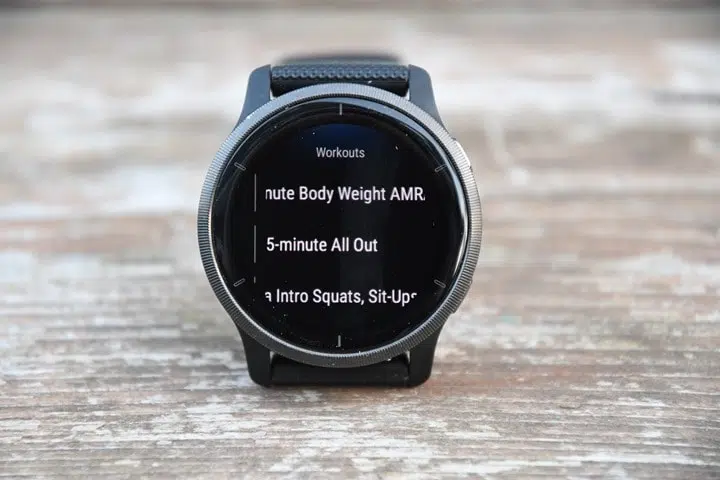 Workouts
nute Body Weight AMR
5-minute All Out
a Intro Squats, Sit-Ups